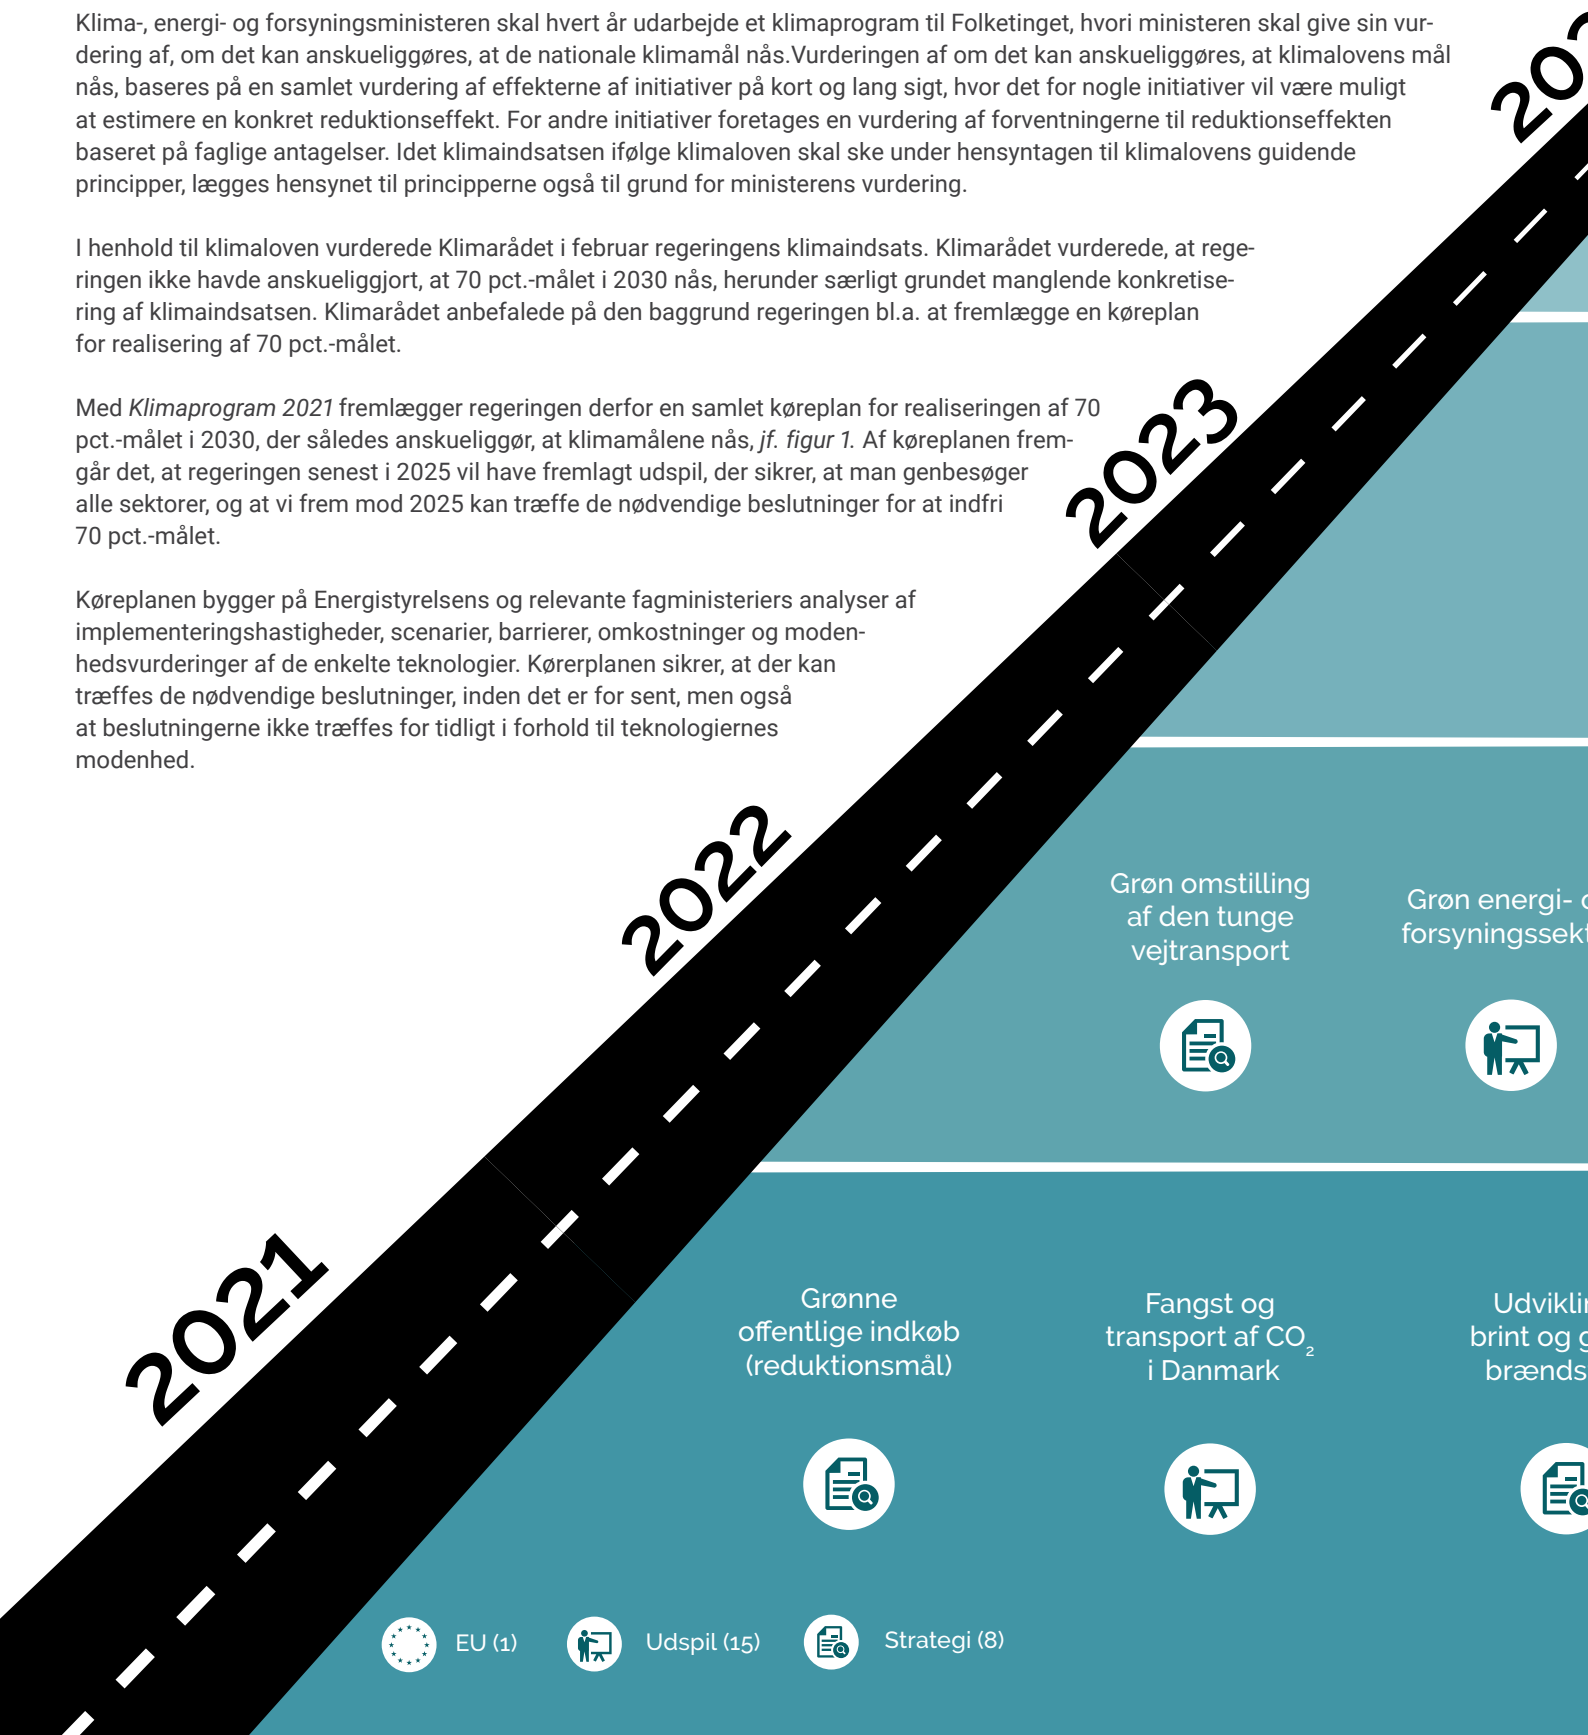 Klima-, energi- og forsyningsministeren skal hvert år udarbejde et klimaprogram til Folketinget, hvori ministeren skal give sin vur-
dering af, om det kan anskueliggøres, at de nationale klimamål nås.Vurderingen af om det kan anskueliggøres, at klimalovens mål
nås, baseres på en samlet vurdering af effekterne af initiativer på kort og lang sigt, hvor det for nogle initiativer vil være muligt
at estimere en konkret reduktionseffekt. For andre initiativer foretages en vurdering af forventningerne til reduktionseffekten
baseret på faglige antagelser. Idet klimaindsatsen ifølge klimaloven skal ske under hensyntagen til klimalovens guidende
principper, lægges hensynet til principperne også til grund for ministerens vurdering.
I henhold til klimaloven vurderede Klimarådet i februar regeringens klimaindsats. Klimarådet vurderede, at rege-
ringen ikke havde anskueliggjort, at 70 pct.-målet i 2030 nås, herunder særligt grundet manglende konkretise-
ring af klimaindsatsen. Klimarådet anbefalede på den baggrund regeringen bl.a. at fremlægge en køreplan
for realisering af 70 pct.-målet.
Med Klimaprogram 2021 fremlægger regeringen derfor en samlet køreplan for realiseringen af 70
pct.-målet i 2030, der således anskueliggør, at klimamålene nås, jf. figur 1. Af køreplanen frem-
går det, at regeringen senest i 2025 vil have fremlagt udspil, der sikrer, at man genbesøger
alle sektorer, og at vi frem mod 2025 kan træffe de nødvendige beslutninger for at indfri
70 pct.-målet.
Køreplanen bygger på Energistyrelsens og relevante fagministeriers analyser af
implementeringshastigheder, scenarier, barrierer, omkostninger og moden-
hedsvurderinger af de enkelte teknologier. Kørerplanen sikrer, at der kan
træffes de nødvendige beslutninger, inden det er for sent, men også
at beslutningerne ikke træffes for tidligt i forhold til teknologiernes
modenhed.
2023
2022
Grøn omstilling
af den tunge
vejtransport
Grøn energi-
2021
Grønne
offentlige indkøb
(reduktionsmål)
Fangst og
transport af CO₂
i Danmark
brint og
EU (1)
Udspil (15)
Strategi (8)